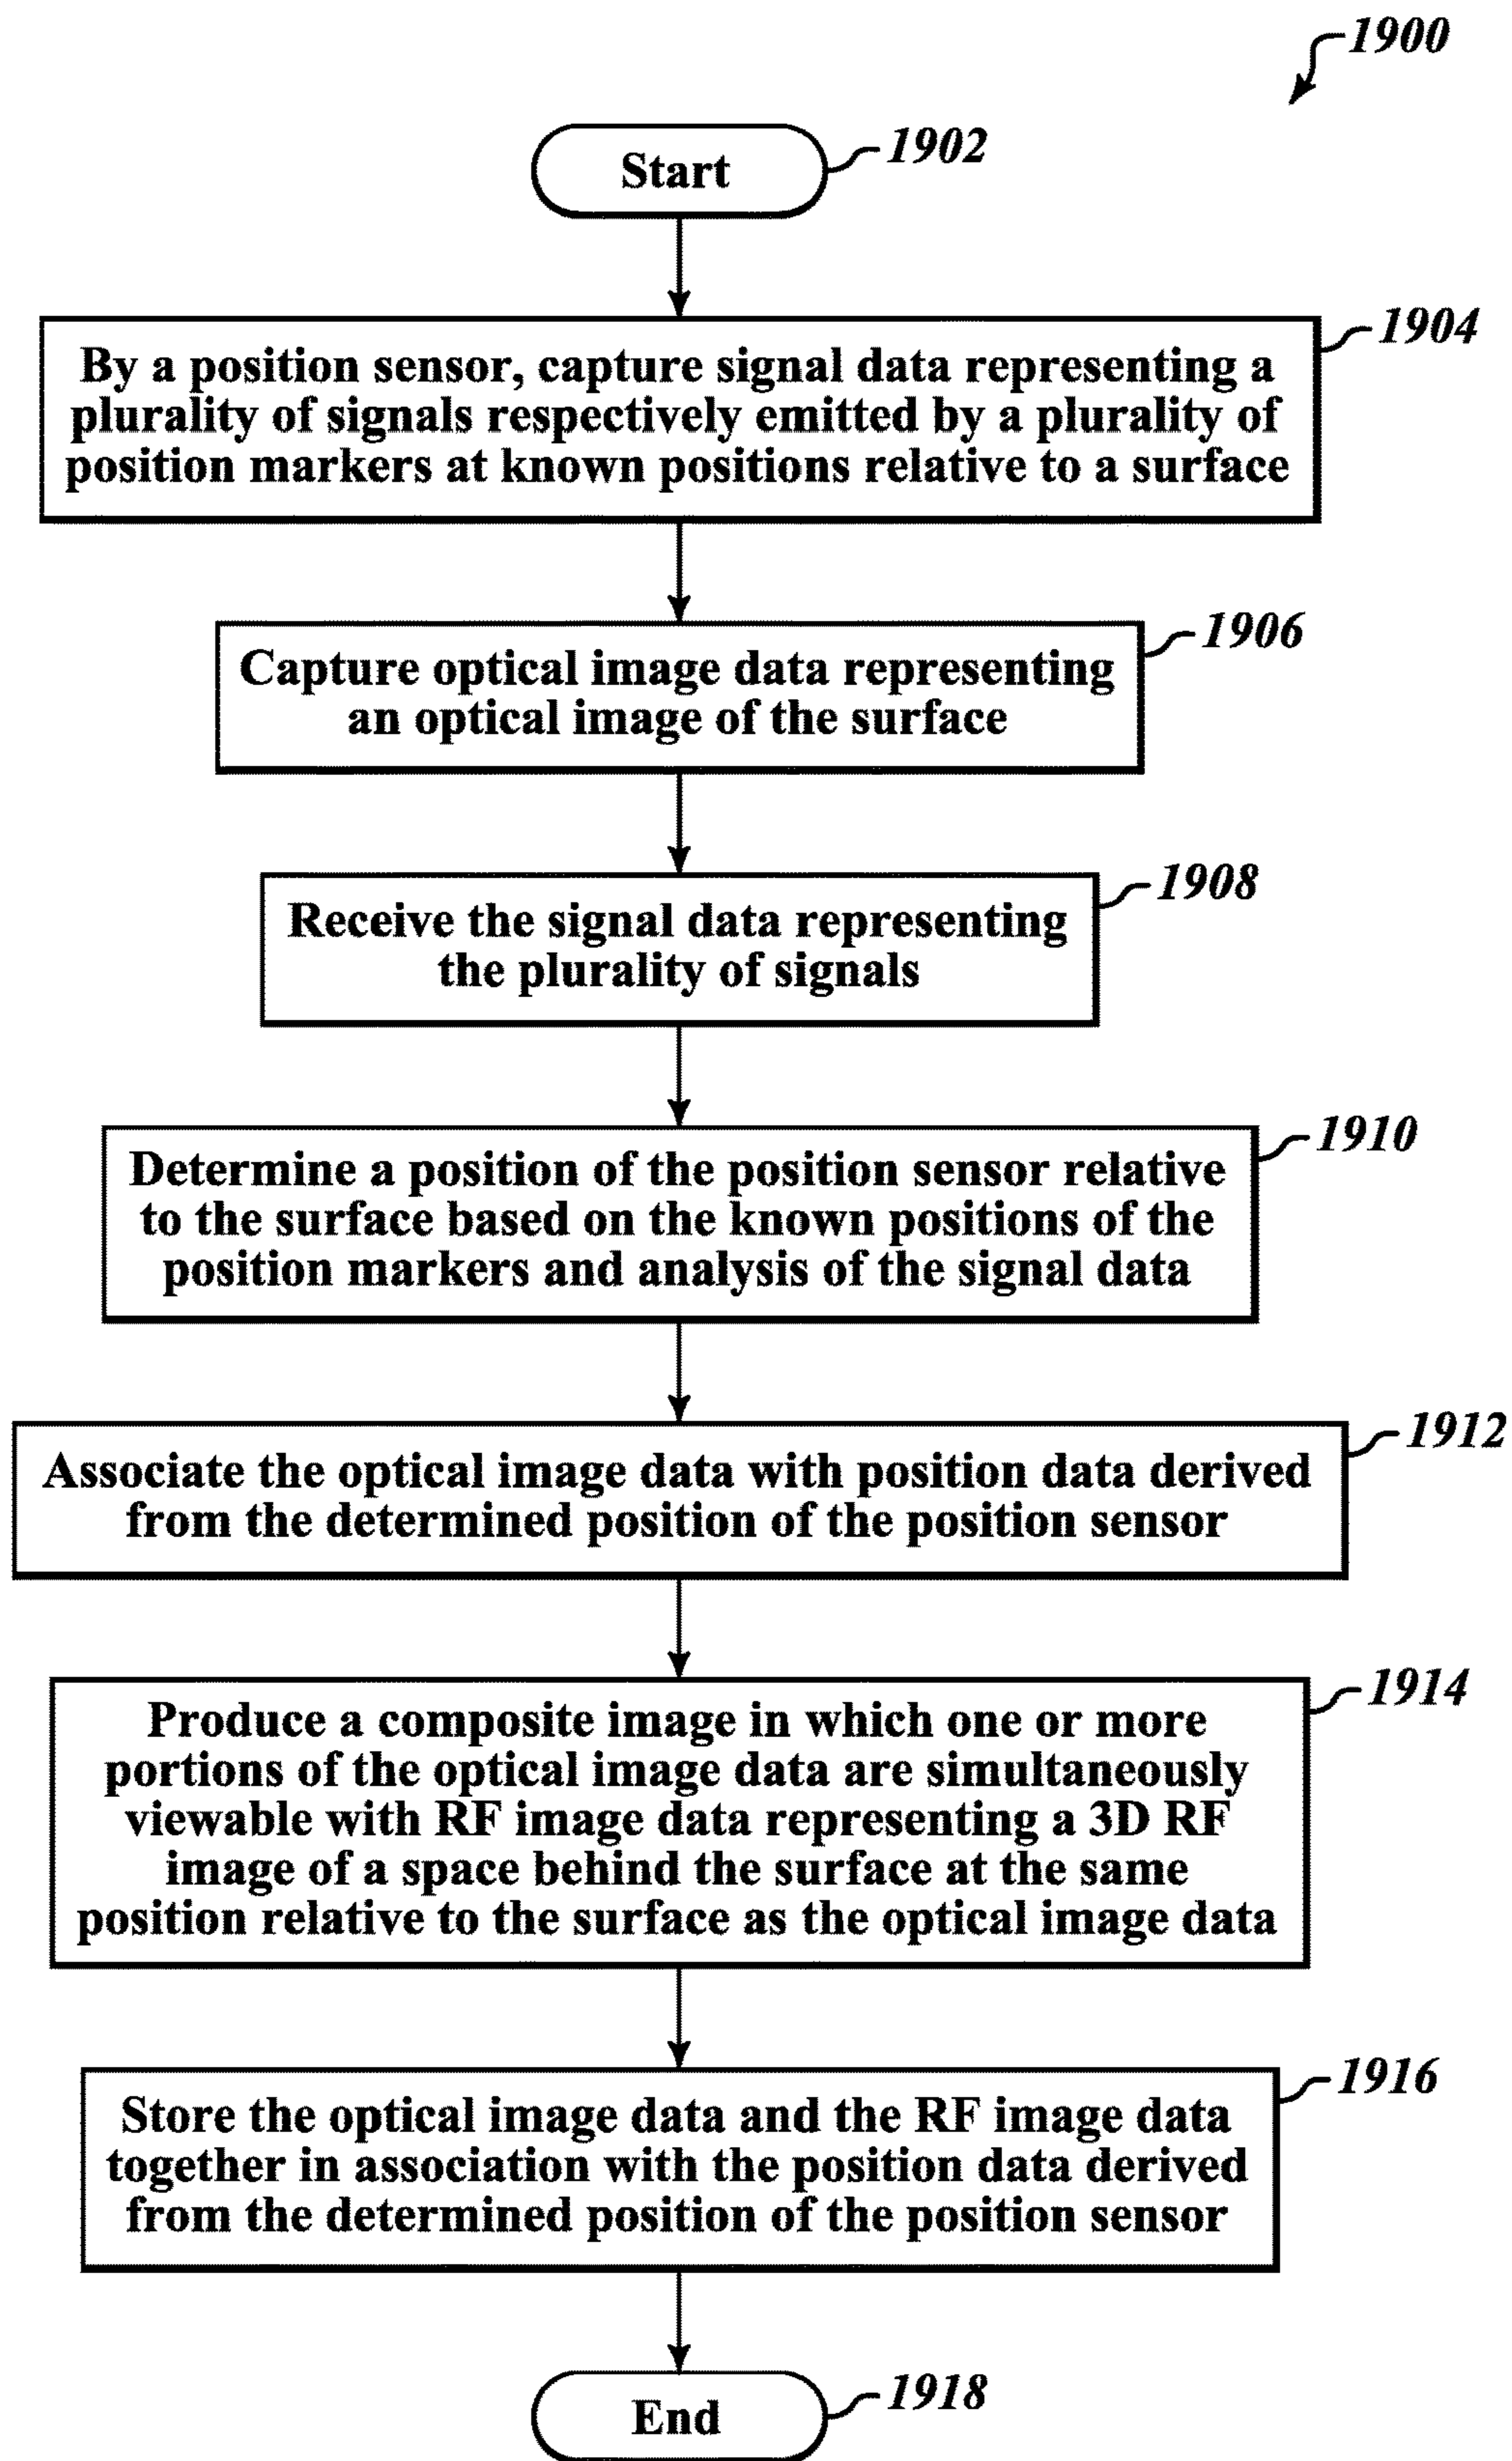 1900
Start
1902
By a position sensor, capture signal data representing a
plurality of signals respectively emitted by a plurality of
position markers at known positions relative to a surface
1904
Capture optical image data representing
an optical image of the surface
1906
Receive the signal data representing
the plurality of signals
1908
Determine a position of the position sensor relative
to the surface based on the known positions of the
position markers and analysis of the signal data
1910
Associate the optical image data with position data derived
from the determined position of the position sensor
1912
Produce a composite image in which one or more
portions of the optical image data are simultaneously
viewable with RF image data representing a 3D RF
image of a space behind the surface at the same
position relative to the surface as the optical image data
1914
Store the optical image data and the RF image data
together in association with the position data derived
from the determined position of the position sensor
1916
End
1918